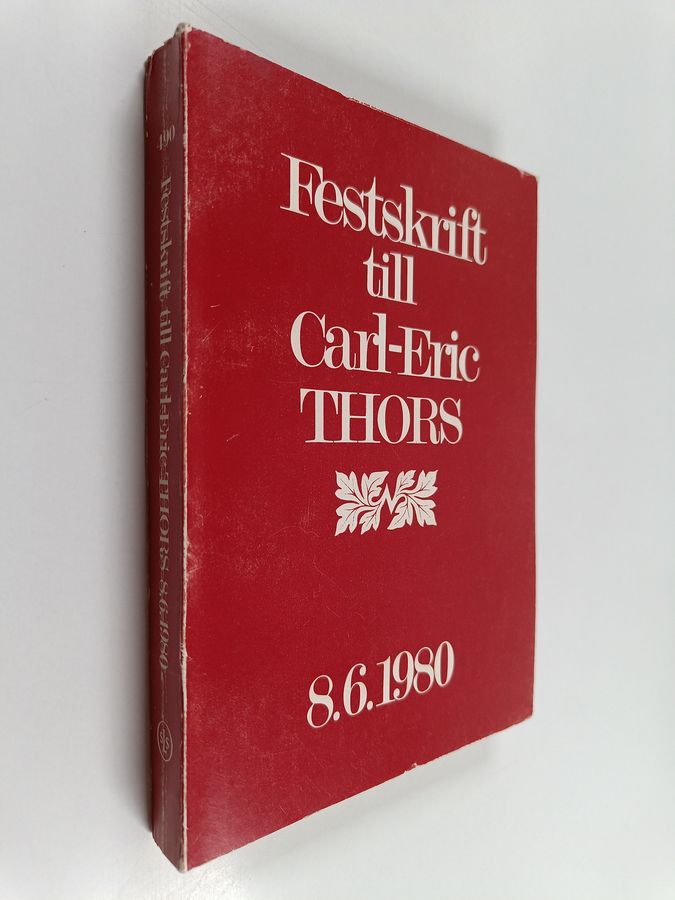 Festskrift
till
Carl-Eric
THORS
8.6.1980
490 Festskrift till Carl-Eric THORS 8.6.1980